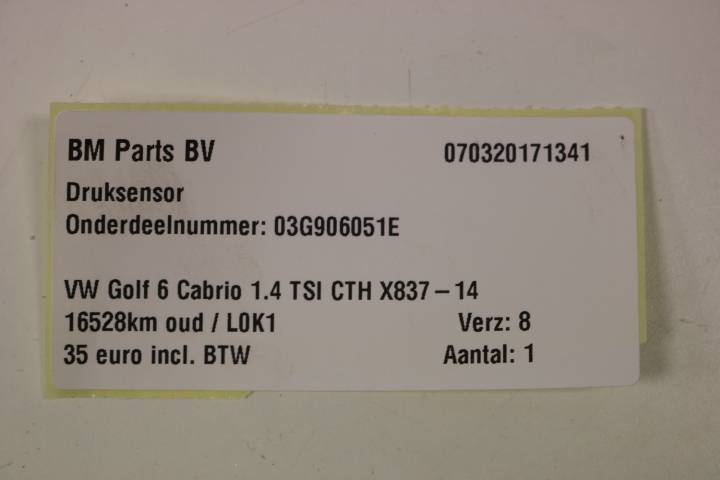 BM Parts BV 070320171341
Druksensor
Onderdeelnummer: 03G906051E
VW Golf 6 Cabrio 1.4 TSI CTH X837 – 14
16528km oud / L0K1 Verz: 8
35 euro incl. BTW Aantal: 1